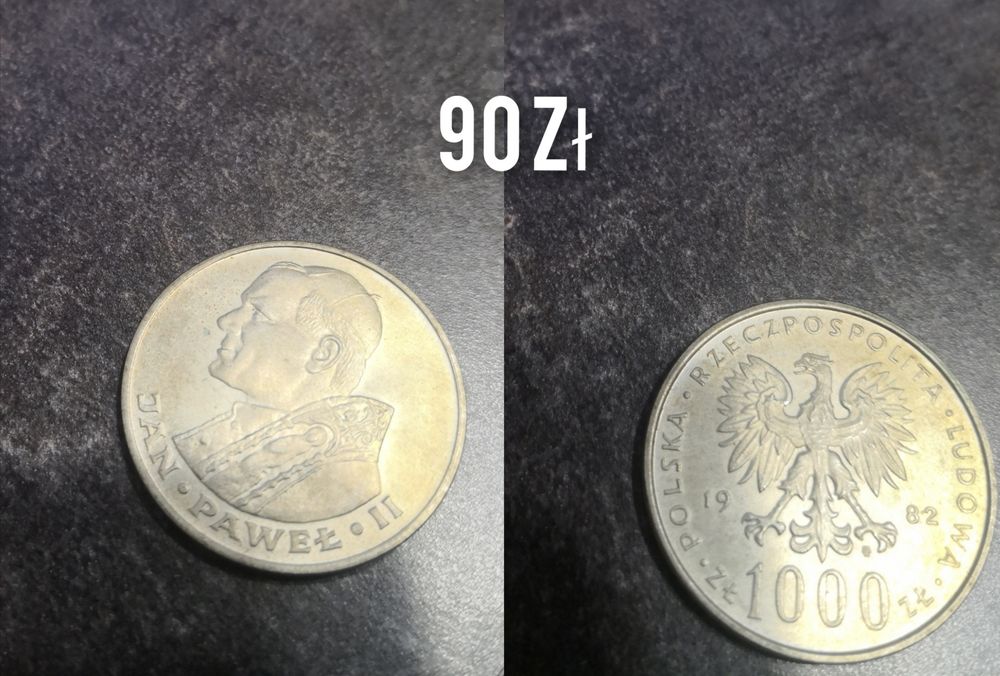 90 Zł
JAN • PAWEŁ • II
POLSKA • RZECZPOSPOLITA • LUDOWA
19 82
ZŁ 1000 ZŁ